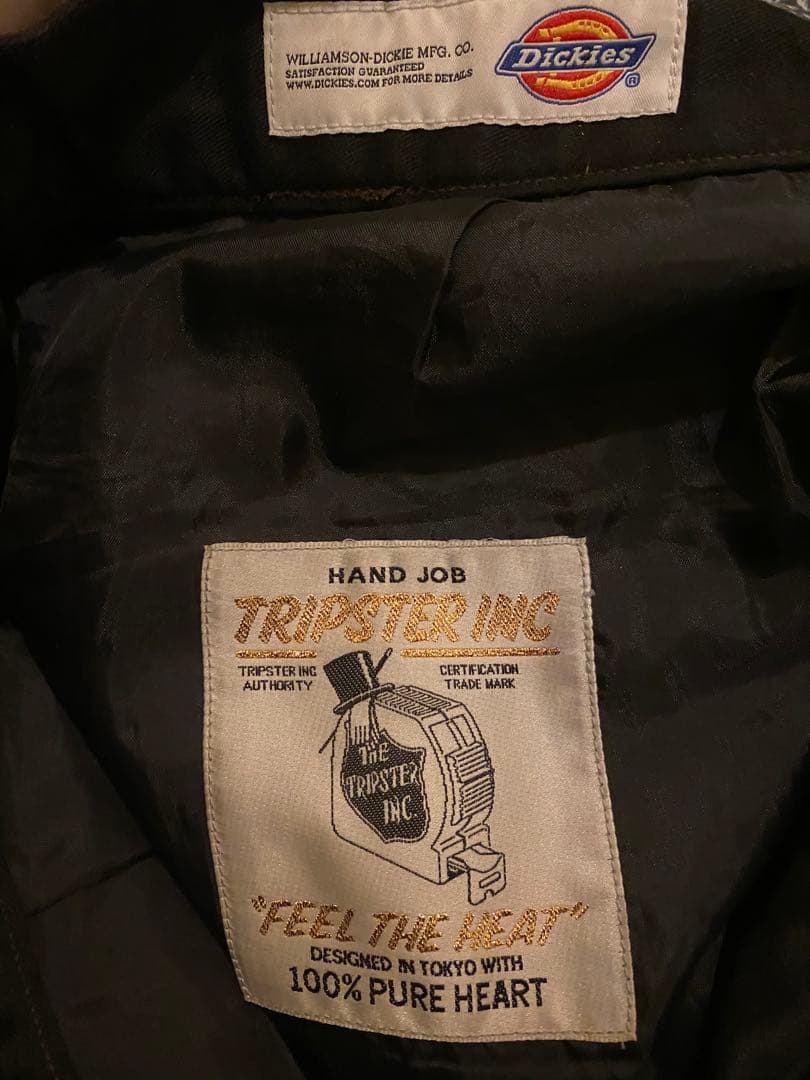 WILLIAMSON-DICKIE MFG. CO.
SATISFACTION GUARANTEED
WWW.DICKIES.COM FOR MORE DETAILS
Dickies
®
HAND JOB
TRIPSTER INC
TRIPSTER INC
AUTHORITY
CERTIFICATION
TRADE MARK
THE
TRIPSTER
INC
"FEEL THE HEAT"
DESIGNED IN TOKYO WITH
100% PURE HEART